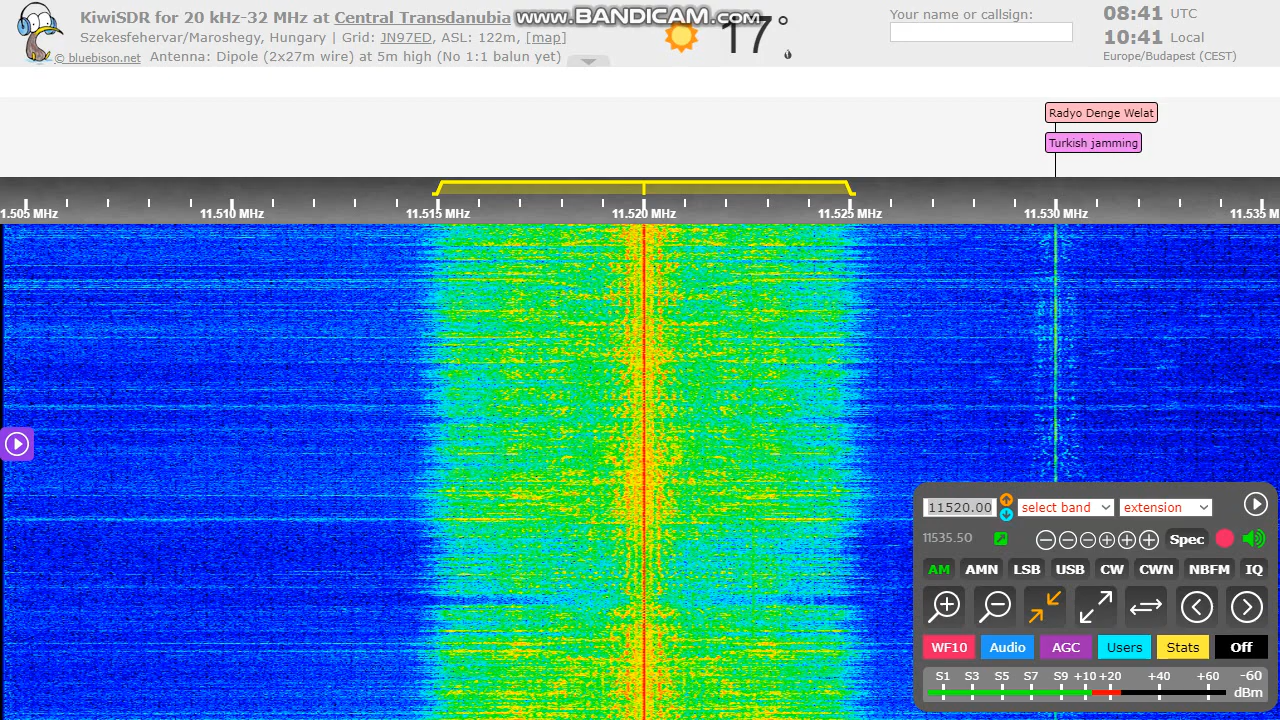 www.BANDICAM.com
KiwiSDR for 20 kHz-32 MHz at Central Transdanubia
Szekesfehervar/Maroshegy, Hungary | Grid: JN97ED, ASL: 122m, [map]
© bluebison.net Antenna: Dipole (2x27m wire) at 5m high (No 1:1 balun yet)
17°
Your name or callsign:
08:41 UTC
10:41 Local
Europe/Budapest (CEST)
Radyo Denge Welat
Turkish jamming
1.505 MHz 11.510 MHz 11.515 MHz 11.520 MHz 11.525 MHz 11.530 MHz 11.535 M
11520.00 select band extension
11535.50 Spec
AM AMN LSB USB CW CWN NBFM IQ
WF10 Audio AGC Users Stats Off
S1 S3 S5 S7 S9 +10 +20 +40 +60 -60
dBm